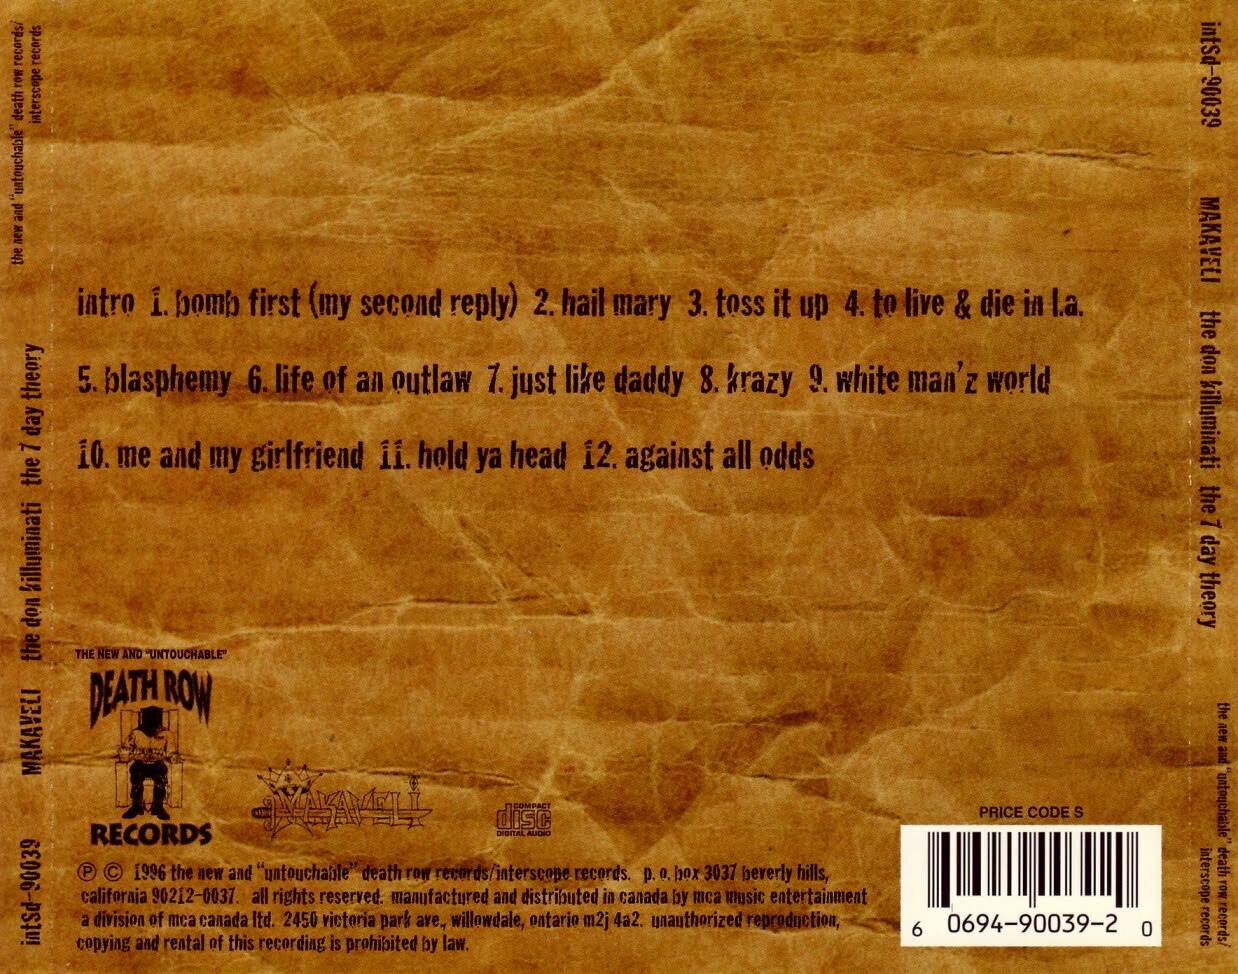 the new and "untouchable" death row records/
interscope records
intSd-90039 MAKAVELI the don killuminati the 7 day theory
intSd-90039 MAKAVELI the don killuminati the 7 day theory
the new and "untouchable" death row records/
interscope records
intro 1. bomb first (my second reply) 2. hail mary 3. toss it up 4. to live & die in l.a.
5. blasphemy 6. life of an outlaw 7. just like daddy 8. krazy 9. white man'z world
10. me and my girlfriend 11. hold ya head 12. against all odds
THE NEW AND "UNTOUCHABLE"
DEATH ROW
RECORDS
MAKAVELI
COMPACT
disc
DIGITAL AUDIO
PRICE CODE S
6 0694-90039-2 0
℗ © 1996 the new and "untouchable" death row records/interscope records. p. o. box 3037 beverly hills,
california 90212-0037. all rights reserved. manufactured and distributed in canada by mca music entertainment
a division of mca canada ltd. 2450 victoria park ave., willowdale, ontario m2j 4a2. unauthorized reproduction,
copying and rental of this recording is prohibited by law.